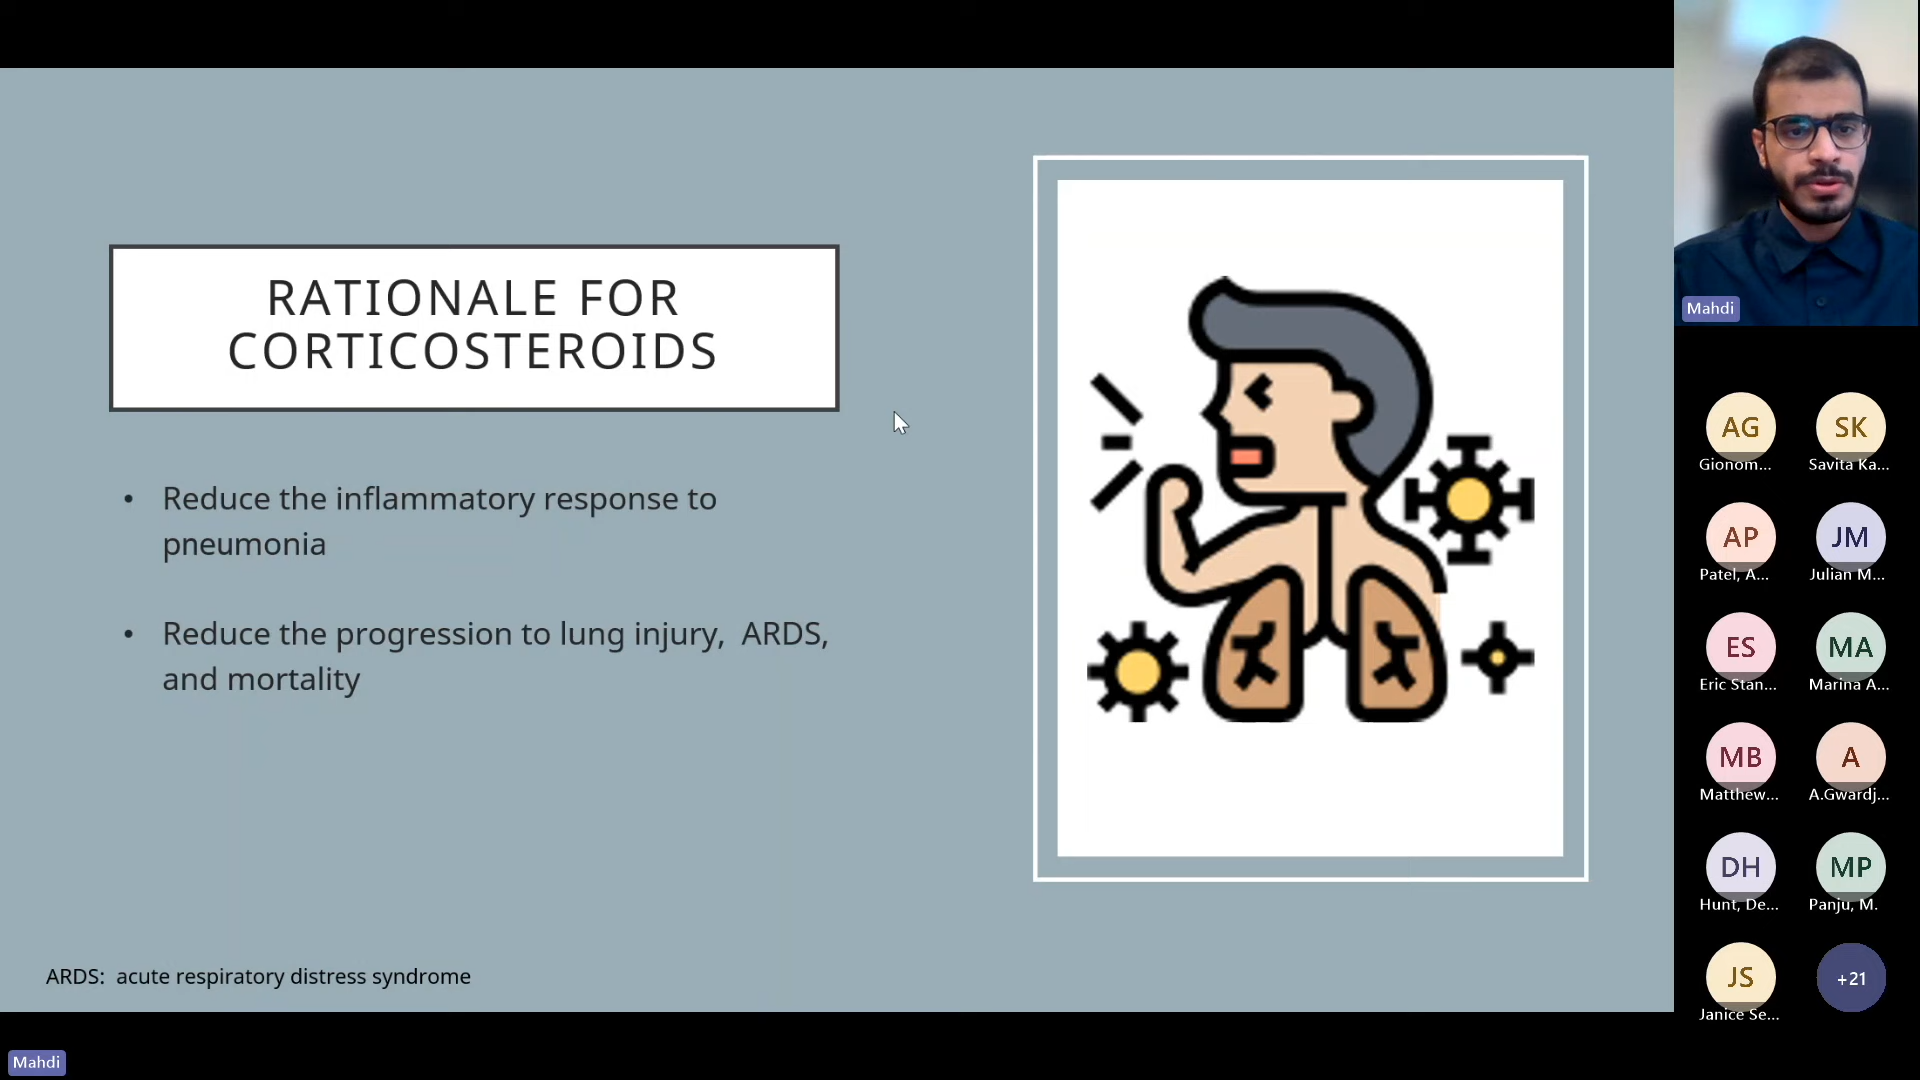 RATIONALE FOR
CORTICOSTEROIDS
• Reduce the inflammatory response to
pneumonia
• Reduce the progression to lung injury,  ARDS,
and mortality
ARDS:  acute respiratory distress syndrome
Mahdi
Mahdi
AG
Gionom...
SK
Savita Ka...
AP
Patel, A...
JM
Julian M...
ES
Eric Stan...
MA
Marina A...
MB
Matthew...
A
A.Gwardj...
DH
Hunt, De...
MP
Panju, M.
JS
Janice Se...
+21